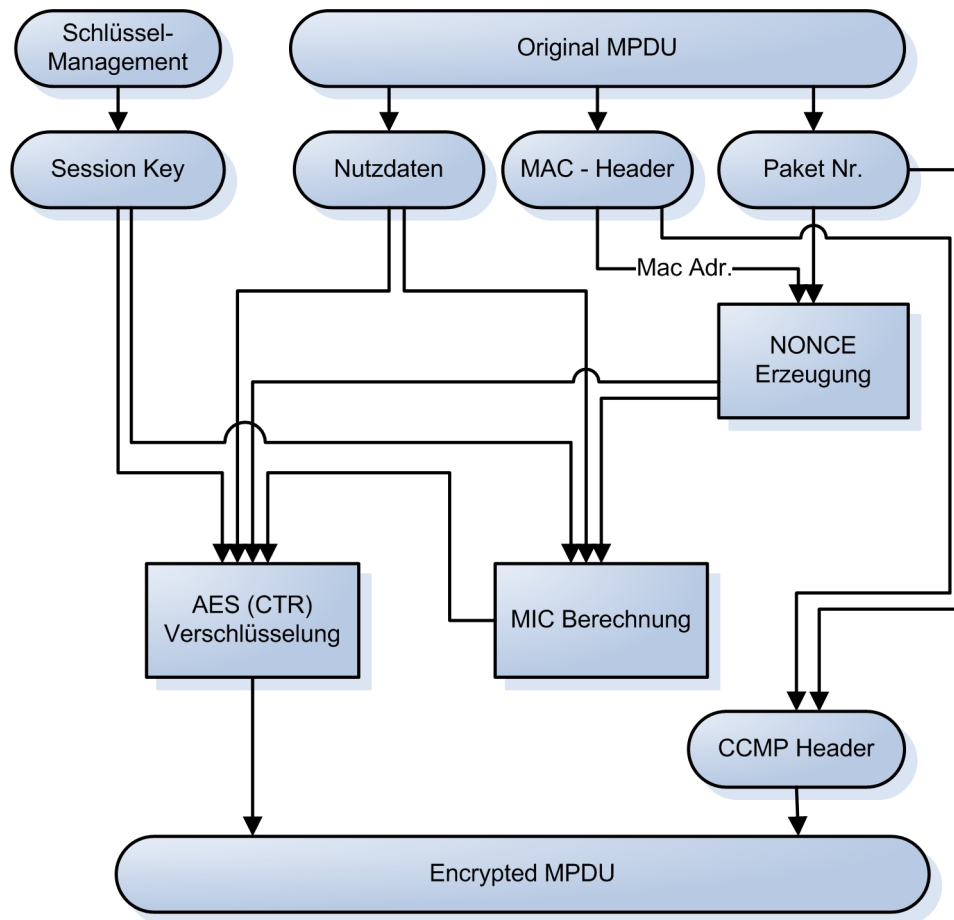 Schlüssel-
Management
Original MPDU
Session Key
Nutzdaten
MAC - Header
Paket Nr.
Mac Adr.
NONCE
Erzeugung
AES (CTR)
Verschlüsselung
MIC Berechnung
CCMP Header
Encrypted MPDU